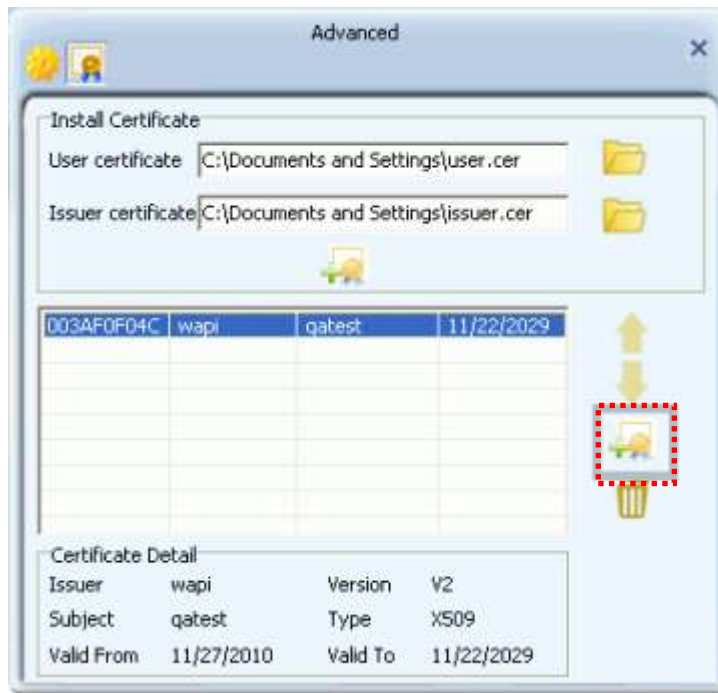 Advanced
Install Certificate
User certificate C:\Documents and Settings\user.cer
Issuer certificate C:\Documents and Settings\issuer.cer
003AF0F04C wapi qatest 11/22/2029
Certificate Detail
Issuer wapi Version V2
Subject qatest Type X509
Valid From 11/27/2010 Valid To 11/22/2029